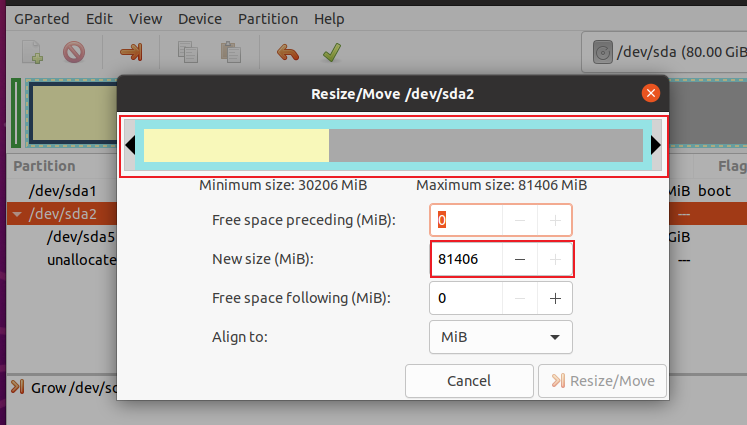 GParted Edit View Device Partition Help
/dev/sda (80.00 GiB
Resize/Move /dev/sda2
Partition Flag
Minimum size: 30206 MiB Maximum size: 81406 MiB
/dev/sda1 MiB boot
Free space preceding (MiB): 0
/dev/sda2 ---
/dev/sda5 GiB
New size (MiB): 81406
unallocate ---
Free space following (MiB): 0
Align to: MiB
Cancel Resize/Move
Grow /dev/sd